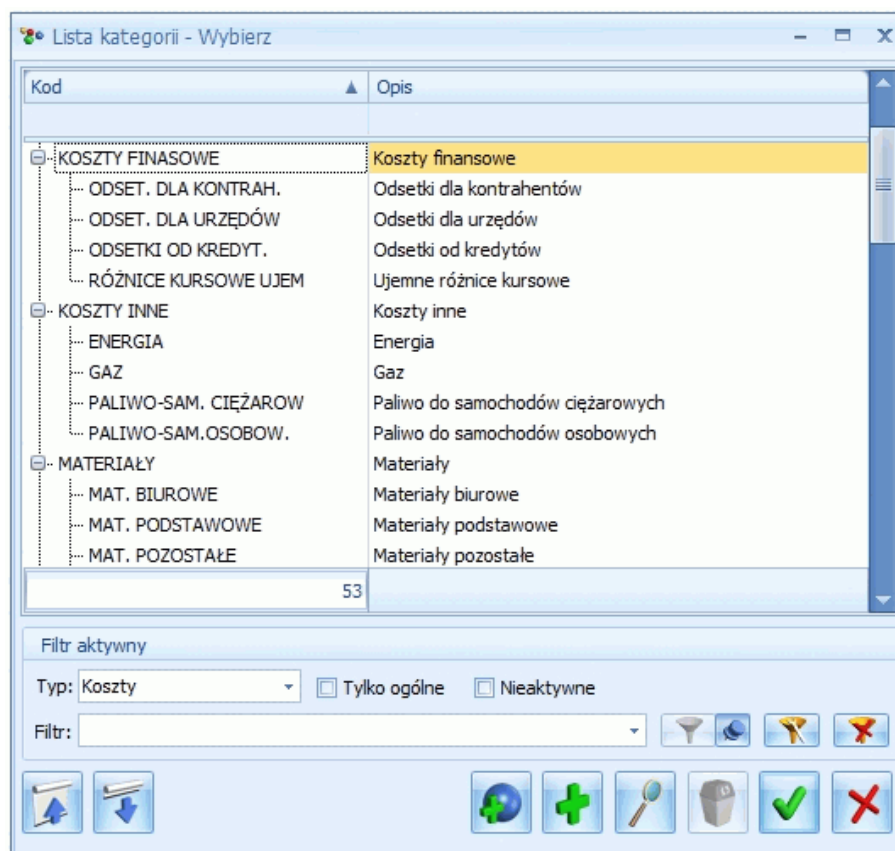 Lista kategorii - Wybierz
Kod Opis
KOSZTY FINASOWE Koszty finansowe
ODSET. DLA KONTRAH. Odsetki dla kontrahentów
ODSET. DLA URZĘDÓW Odsetki dla urzędów
ODSETKI OD KREDYT. Odsetki od kredytów
RÓŻNICE KURSOWE UJEM Ujemne różnice kursowe
KOSZTY INNE Koszty inne
ENERGIA Energia
GAZ Gaz
PALIWO-SAM. CIĘŻAROW Paliwo do samochodów ciężarowych
PALIWO-SAM.OSOBOW. Paliwo do samochodów osobowych
MATERIAŁY Materiały
MAT. BIUROWE Materiały biurowe
MAT. PODSTAWOWE Materiały podstawowe
MAT. POZOSTAŁE Materiały pozostałe
53
Filtr aktywny
Typ: Koszty Tylko ogólne Nieaktywne
Filtr: